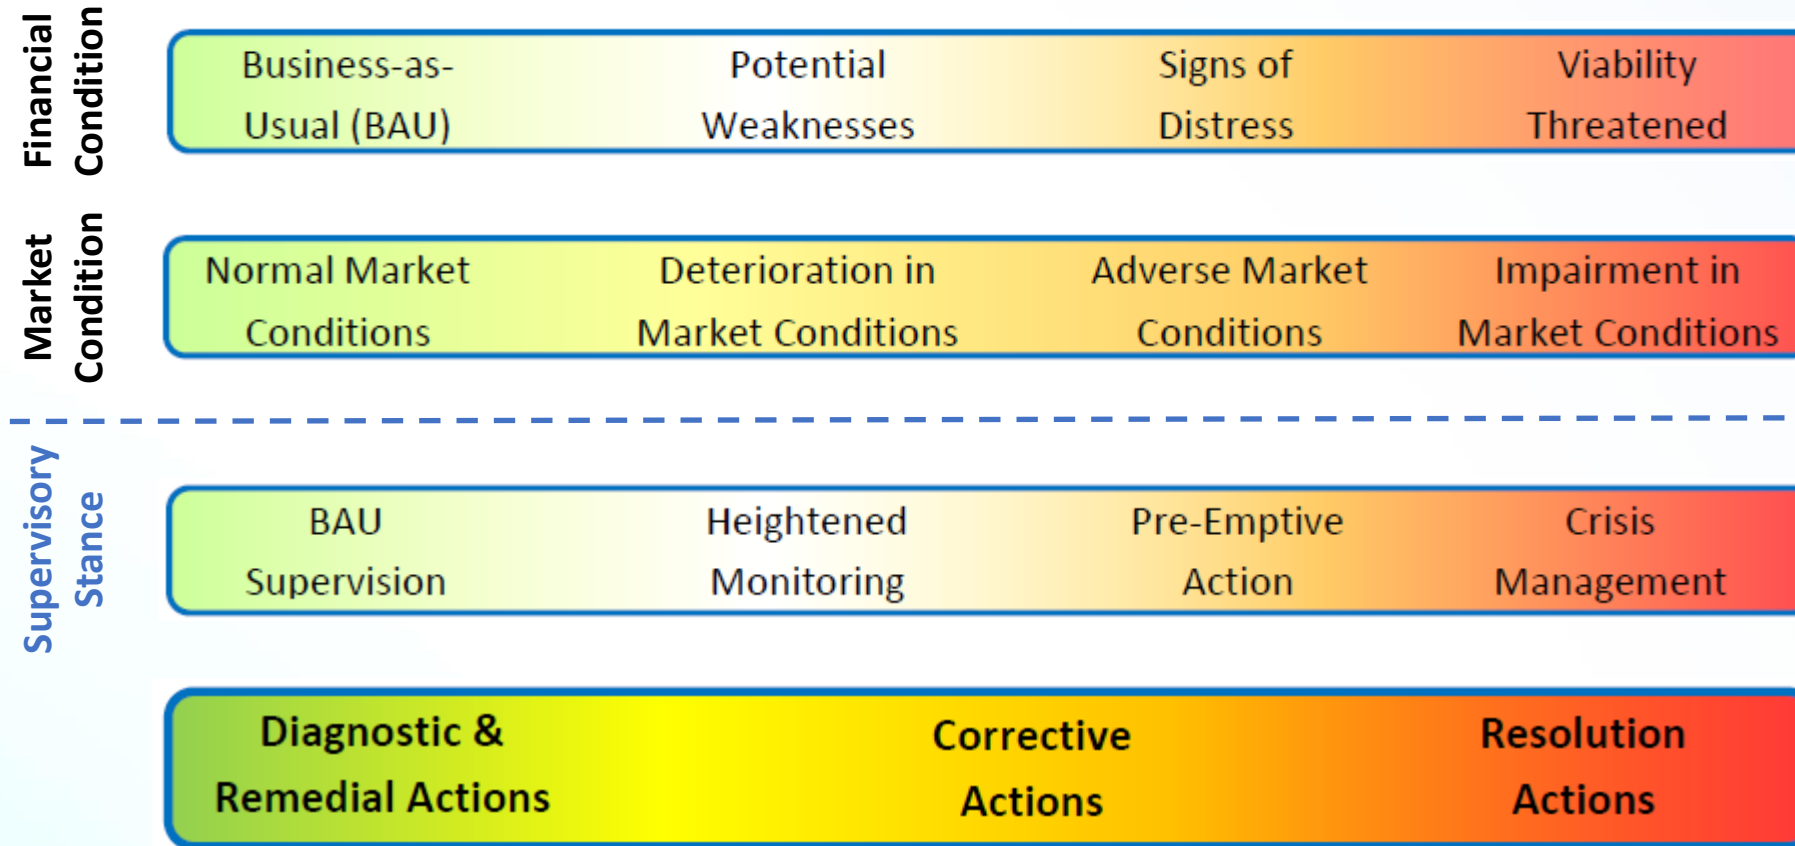 Financial
Condition
Business-as-
Usual (BAU)
Potential
Weaknesses
Signs of
Distress
Viability
Threatened
Market
Condition
Normal Market
Conditions
Deterioration in
Market Conditions
Adverse Market
Conditions
Impairment in
Market Conditions
Supervisory
Stance
BAU
Supervision
Heightened
Monitoring
Pre-Emptive
Action
Crisis
Management
Diagnostic &
Remedial Actions
Corrective
Actions
Resolution
Actions